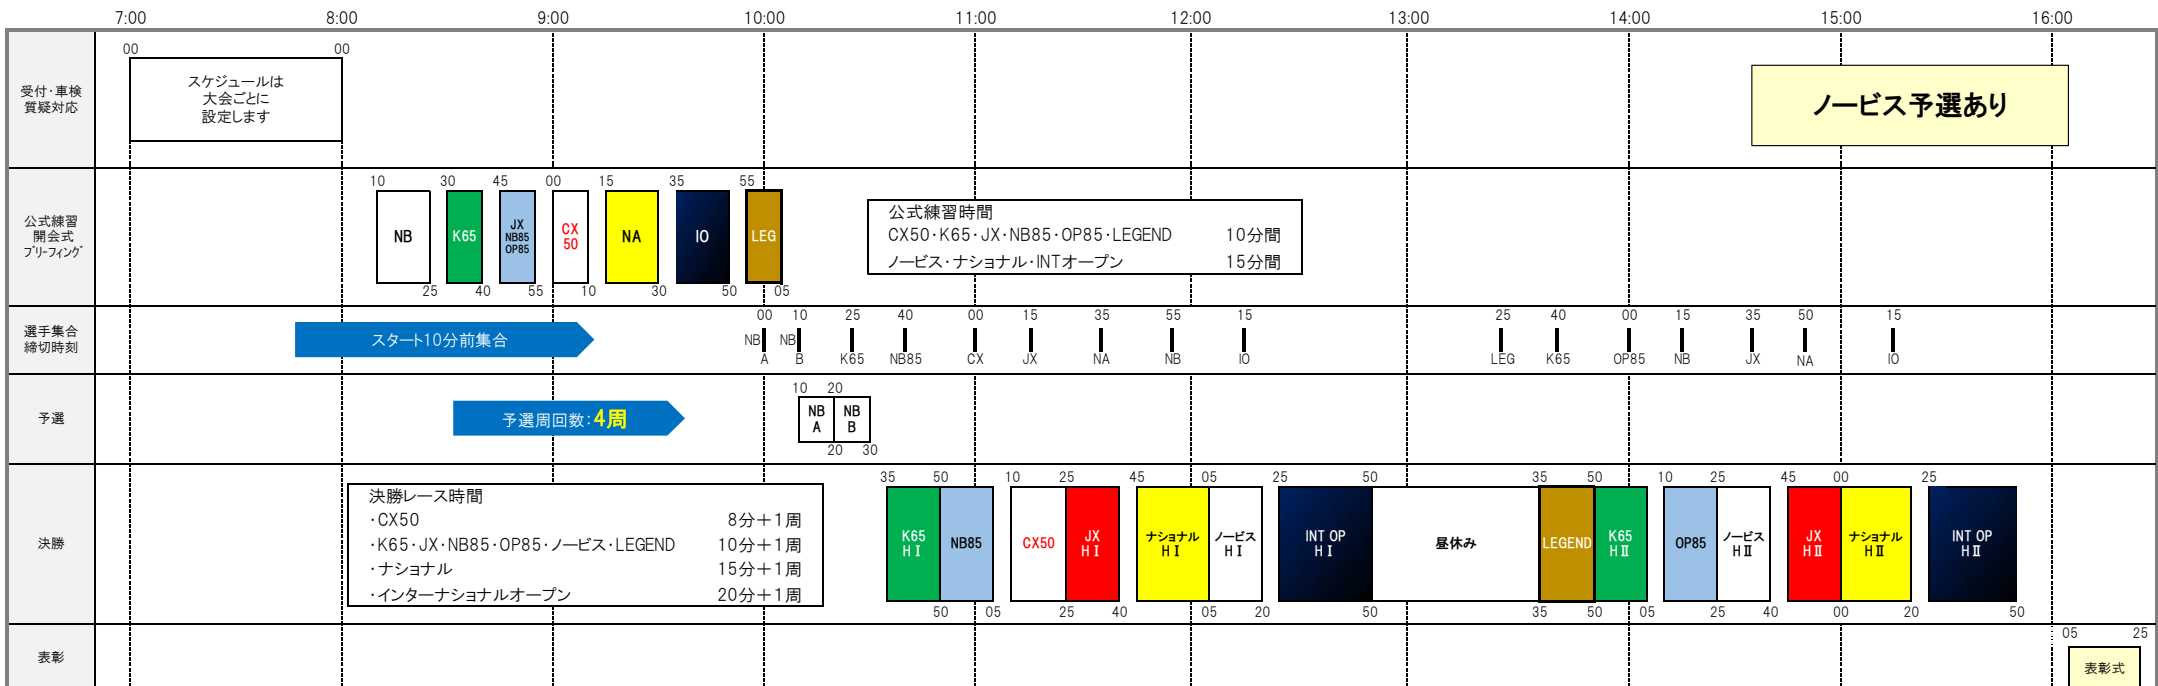 7:00 8:00 9:00 10:00 11:00 12:00 13:00 14:00 15:00 16:00
受付・車検
質疑対応
00 00
スケジュールは
大会ごとに
設定します
ノービス予選あり
公式練習
開会式
ブリーフィング
10 30 45 00 15 35 55
NB
K65
JX
NB85
OP85
CX
50
NA
IO
LEG
25 40 55 10 30 50 05
公式練習時間
CX50・K65・JX・NB85・OP85・LEGEND 10分間
ノービス・ナショナル・INTオープン 15分間
選手集合
締切時刻
スタート10分前集合
00 10 25 40 00 15 35 55 15 25 40 00 15 35 50 15
NB NB
A B K65 NB85 CX JX NA NB IO LEG K65 OP85 NB JX NA IO
予選
予選周回数:4周
10 20
NB
A
NB
B
20 30
決勝
決勝レース時間
・CX50 8分+1周
・K65・JX・NB85・OP85・ノービス・LEGEND 10分+1周
・ナショナル 15分+1周
・インターナショナルオープン 20分+1周
35 50 10 25 45 05 25 50 35 50 10 25 45 00 25
K65
H Ⅰ
NB85
CX50
JX
H Ⅰ
ナショナル
H Ⅰ
ノービス
H Ⅰ
INT OP
H Ⅰ
昼休み
LEGEND
K65
H Ⅱ
OP85
ノービス
H Ⅱ
JX
H Ⅱ
ナショナル
H Ⅱ
INT OP
H Ⅱ
50 05 25 40 05 20 50 35 50 05 25 40 00 20 50
表彰
05 25
表彰式